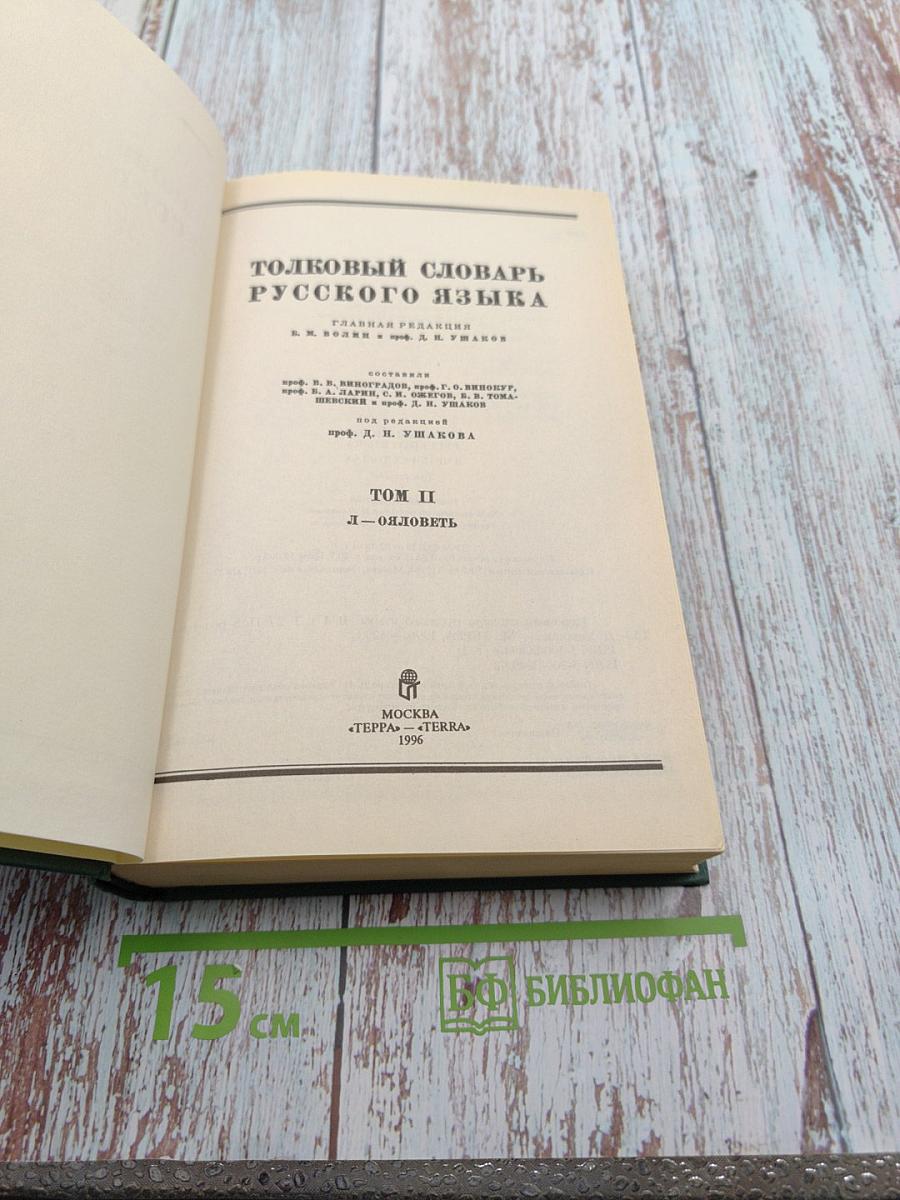 ТОЛКОВЫЙ СЛОВАРЬ
РУССКОГО ЯЗЫКА
ГЛАВНАЯ РЕДАКЦИЯ
Б. М. ВОЛИН и проф. Д. Н. УШАКОВ
составили
проф. В. В. ВИНОГРАДОВ, проф. Г. О. ВИНОКУР,
проф. Б. А. ЛАРИН, С. И. ОЖЕГОВ, Б. В. ТОМА-
ШЕВСКИЙ и проф. Д. Н. УШАКОВ
под редакцией
проф. Д. Н. УШАКОВА
ТОМ II
Л — ОЯЛОВЕТЬ
МОСКВА
«ТЕРРА» — «TERRA»
1996
15 см
БФ БИБЛИОФАН